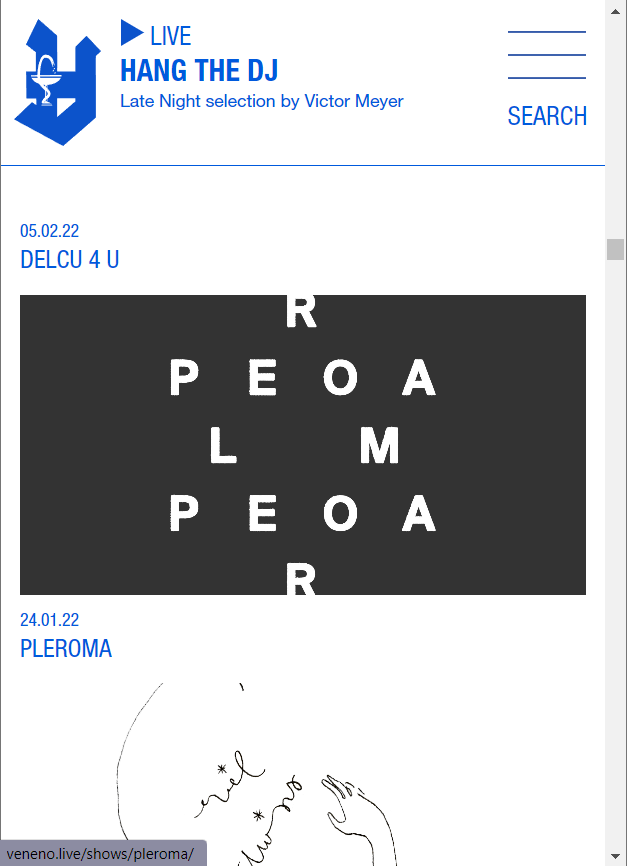 LIVE
HANG THE DJ
Late Night selection by Victor Meyer
SEARCH
05.02.22
DELCU 4 U
R
P E O A
L M
P E O A
R
24.01.22
PLEROMA
veneno.live/shows/pleroma/